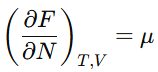 (∂F/∂N)_{T,V} = μ